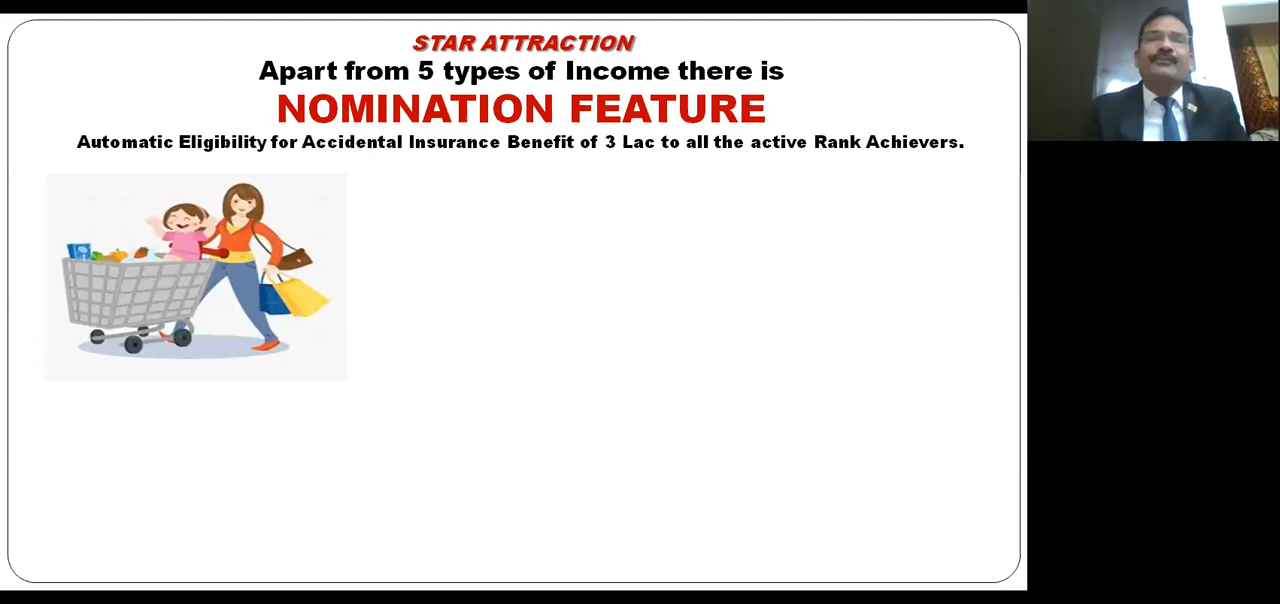 STAR ATTRACTION
Apart from 5 types of Income there is
NOMINATION FEATURE
Automatic Eligibility for Accidental Insurance Benefit of 3 Lac to all the active Rank Achievers.